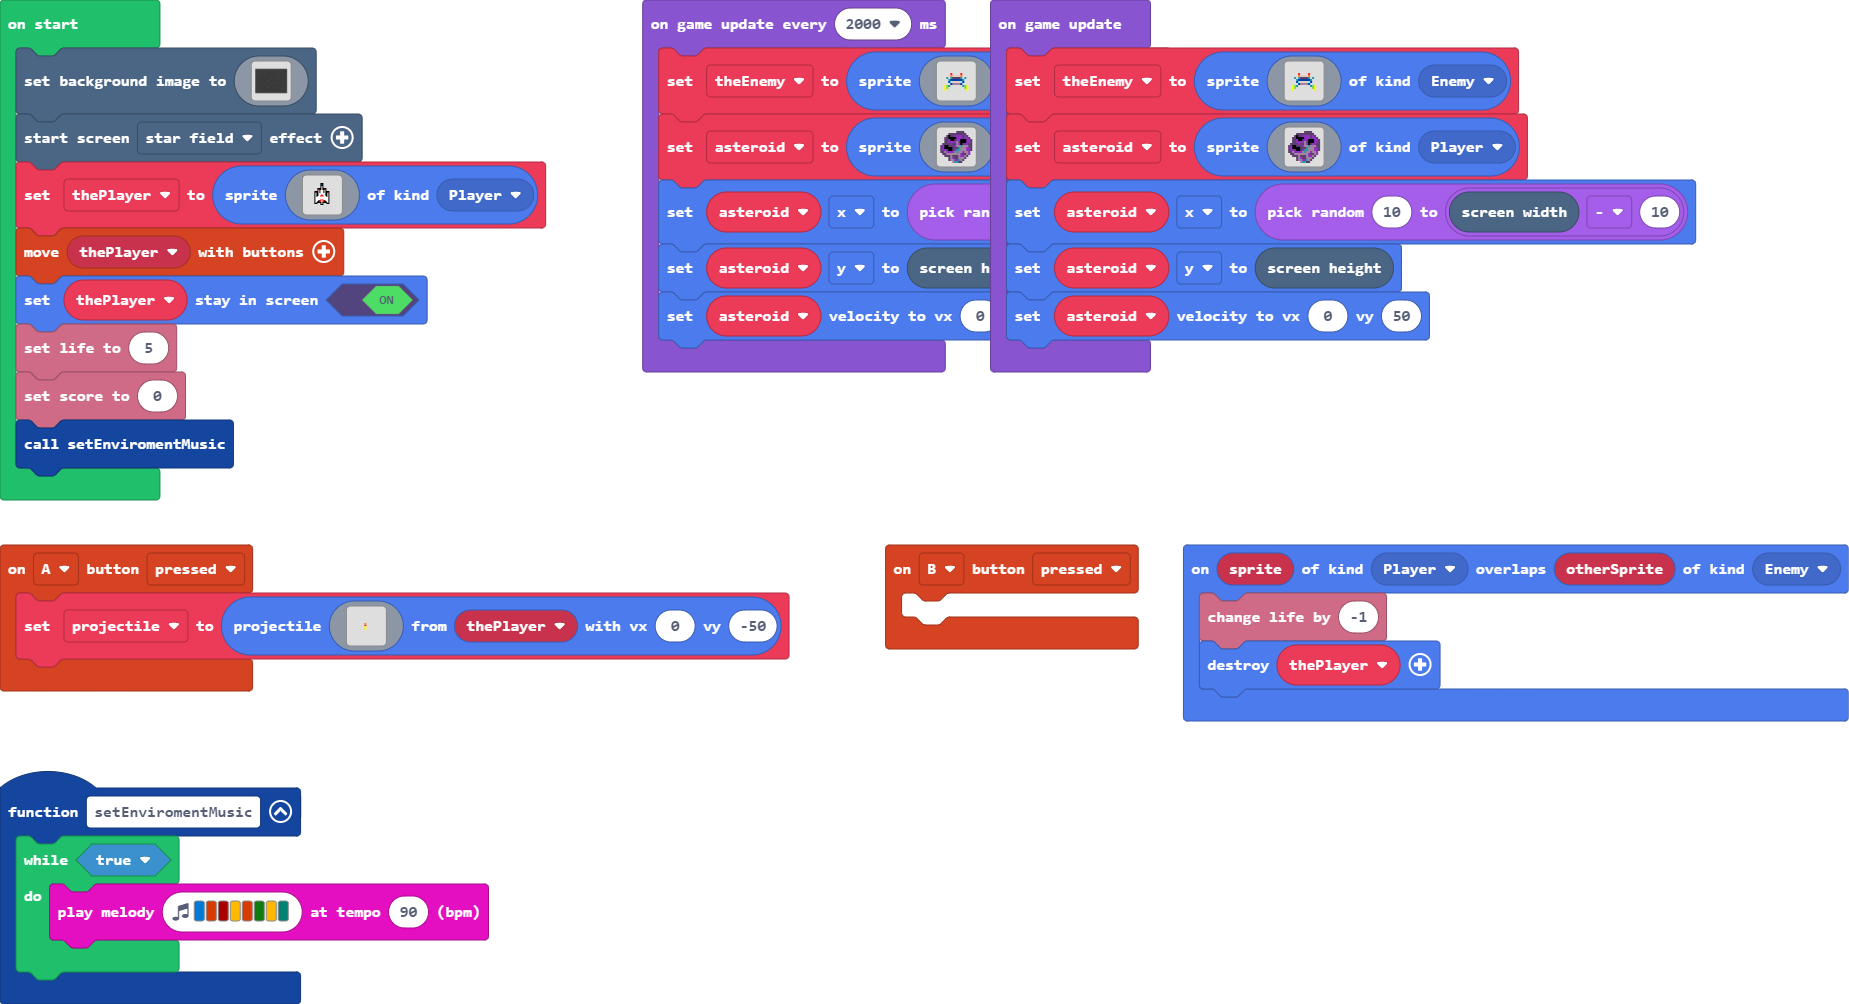 on start
set background image to
start screen star field effect
set thePlayer to sprite of kind Player
move thePlayer with buttons
set thePlayer stay in screen ON
set life to 5
set score to 0
call setEnviromentMusic
on game update every 2000 ms
set theEnemy to sprite
set asteroid to sprite
set asteroid x to pick ran
set asteroid y to screen h
set asteroid velocity to vx 0
on game update
set theEnemy to sprite of kind Enemy
set asteroid to sprite of kind Player
set asteroid x to pick random 10 to screen width - 10
set asteroid y to screen height
set asteroid velocity to vx 0 vy 50
on A button pressed
set projectile to projectile from thePlayer with vx 0 vy -50
on B button pressed
on sprite of kind Player overlaps otherSprite of kind Enemy
change life by -1
destroy thePlayer
function setEnviromentMusic
while true
do
play melody at tempo 90 (bpm)